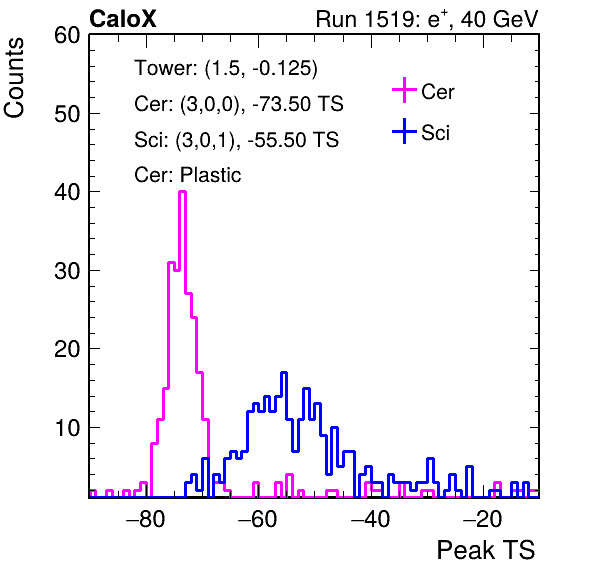 CaloX Run 1519: e⁺, 40 GeV
Counts
60
50
40
30
20
10
Tower: (1.5, -0.125)
Cer: (3,0,0), -73.50 TS
Sci: (3,0,1), -55.50 TS
Cer: Plastic
Cer
Sci
−80 −60 −40 −20
Peak TS